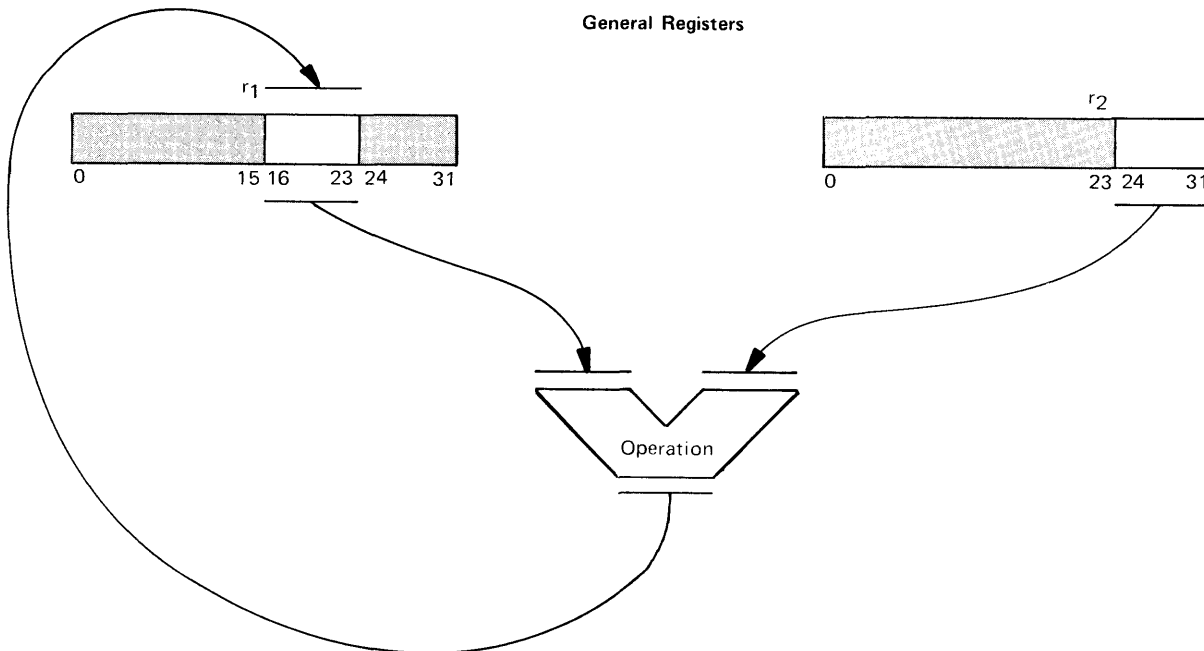 General Registers
r1
r2
0 15 16 23 24 31
0 23 24 31
Operation